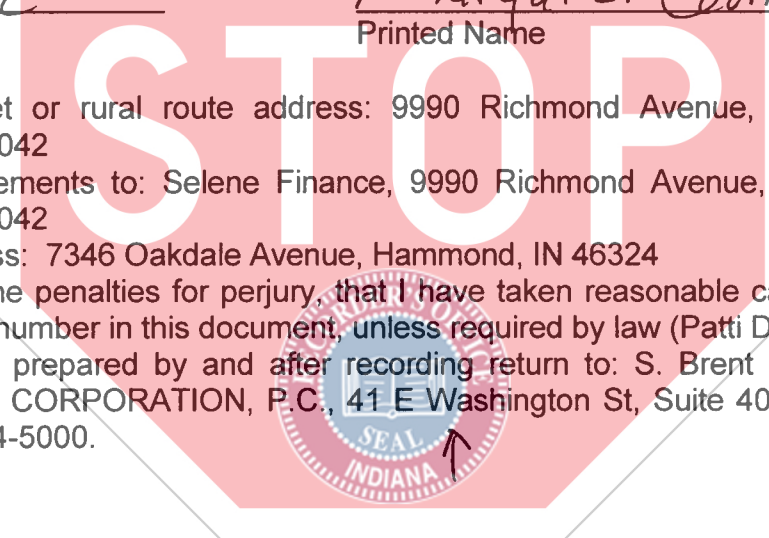 STOP
Printed Name
et or rural route address: 9990 Richmond Avenue,
042
ements to: Selene Finance, 9990 Richmond Avenue,
042
ss: 7346 Oakdale Avenue, Hammond, IN 46324
he penalties for perjury, that I have taken reasonable ca
number in this document, unless required by law (Patti D
prepared by and after recording return to: S. Brent
CORPORATION, P.C., 41 E Washington St, Suite 40
4-5000.
RECORDER'S OFFICE
SEAL
INDIANA